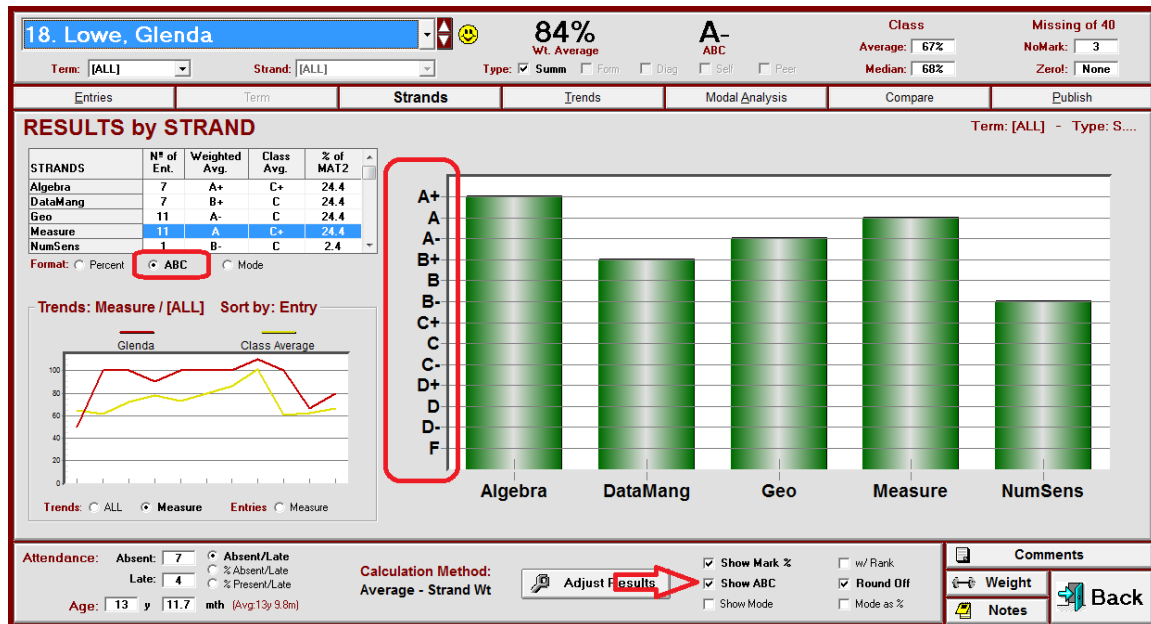 18. Lowe, Glenda
84%
Wt. Average
A-
ABC
Class
Average: 67%
Median: 68%
Missing of 40
NoMark: 3
Zero!: None
Term: [ALL]
Strand: [ALL]
Type: Summ Form Diag Self Peer
Entries Term Strands Trends Modal Analysis Compare Publish
RESULTS by STRAND
Term: [ALL] - Type: S....
STRANDS Nº of Ent. Weighted Avg. Class Avg. % of MAT2
Algebra 7 A+ C+ 24.4
DataMang 7 B+ C 24.4
Geo 11 A- C 24.4
Measure 11 A C+ 24.4
NumSens 1 B- C 2.4
Format: Percent ABC Mode
Trends: Measure / [ALL] Sort by: Entry
Glenda Class Average
100
80
60
40
20
0
Trends: ALL Measure Entries Measure
A+
A
A-
B+
B
B-
C+
C
C-
D+
D
D-
F
Algebra DataMang Geo Measure NumSens
Attendance: Absent: 7
Late: 4
Absent/Late
% Absent/Late
% Present/Late
Age: 13 y 11.7 mth (Avg:13y 9.8m)
Calculation Method:
Average - Strand Wt
Adjust Results
Show Mark %
Show ABC
Show Mode
w/ Rank
Round Off
Mode as %
Comments
Weight
Notes
Back